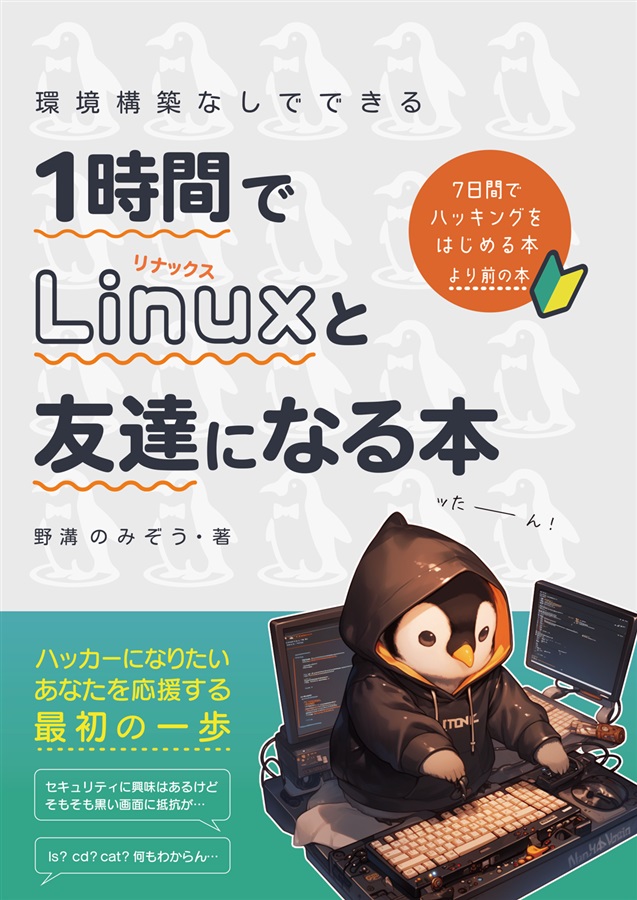 環境構築なしでできる
1時間で
リナックス
Linuxと
友達になる本
7日間で
ハッキングを
はじめる本
より前の本
野溝のみぞう・著
ッたーん!
ハッカーになりたい
あなたを応援する
最初の一歩
セキュリティに興味はあるけど
そもそも黒い画面に抵抗が…
ls? cd? cat? 何もわからん…